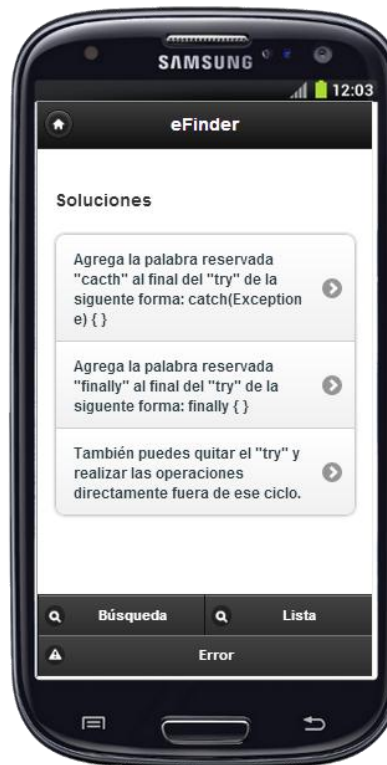 SAMSUNG
12:03
eFinder
Soluciones
Agrega la palabra reservada
"cacth" al final del "try" de la
siguente forma: catch(Exception
e) { }
Agrega la palabra reservada
"finally" al final del "try" de la
siguente forma: finally { }
También puedes quitar el "try" y
realizar las operaciones
directamente fuera de ese ciclo.
Búsqueda Lista
Error